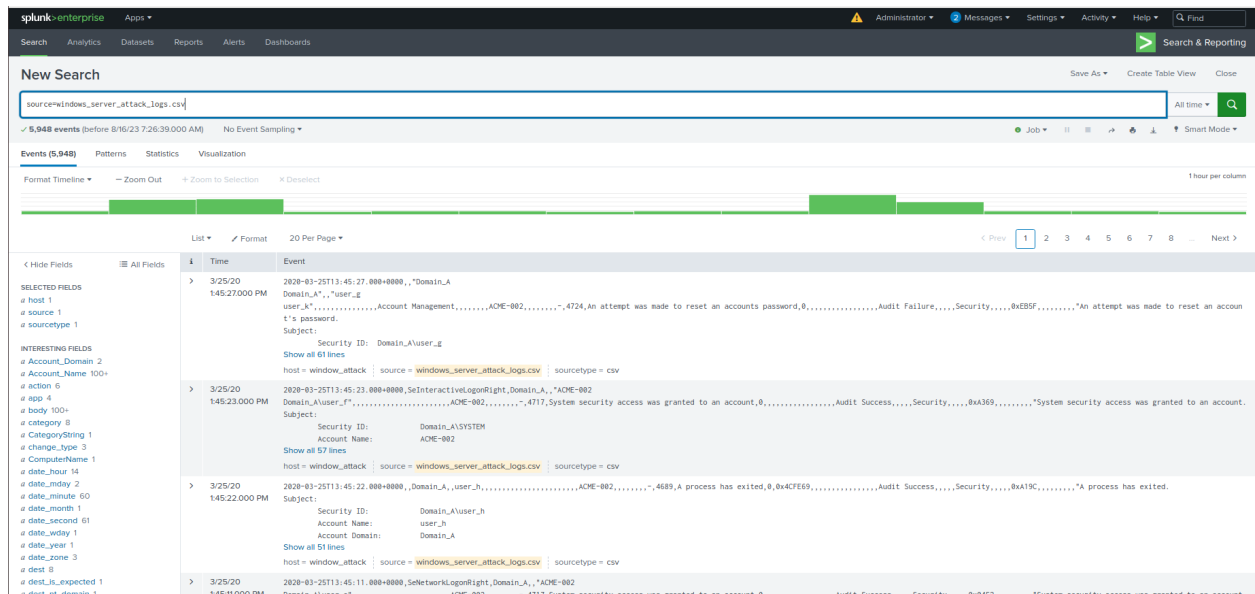 splunk>enterprise Apps ▾ Administrator ▾ 2 Messages ▾ Settings ▾ Activity ▾ Help ▾ Find
Search Analytics Datasets Reports Alerts Dashboards Search & Reporting
New Search Save As ▾ Create Table View Close
source=windows_server_attack_logs.csv All time ▾
✓ 5,948 events (before 8/16/23 7:26:39.000 AM) No Event Sampling ▾ Job ▾ Smart Mode ▾
Events (5,948) Patterns Statistics Visualization
Format Timeline ▾ — Zoom Out + Zoom to Selection × Deselect 1 hour per column
List ▾ Format 20 Per Page ▾ < Prev 1 2 3 4 5 6 7 8 ... Next >
< Hide Fields All Fields i Time Event
SELECTED FIELDS
a host 1
a source 1
a sourcetype 1
INTERESTING FIELDS
a Account_Domain 2
a Account_Name 100+
a action 6
a app 4
a body 100+
a category 8
a CategoryString 1
a change_type 3
a ComputerName 1
a date_hour 14
a date_mday 2
a date_minute 60
a date_month 1
a date_second 61
a date_wday 1
a date_year 1
a date_zone 3
a dest 8
a dest_is_expected 1
a dest_nt_domain 1
> 3/25/20
1:45:27.000 PM
2020-03-25T13:45:27.000+0000,,"Domain_A
Domain_A",,"user_g
user_k",,,,,,,,,,,,,,,Account Management,,,,,,,,ACME-002,,,,,,,,-,4724,An attempt was made to reset an accounts password,0,,,,,,,,,,,,,,,,,Audit Failure,,,,,Security,,,,,0xEB5F,,,,,,,,,"An attempt was made to reset an accoun
t's password.
Subject:
Security ID: Domain_A\user_g
Show all 61 lines
host = window_attack source = windows_server_attack_logs.csv sourcetype = csv
> 3/25/20
1:45:23.000 PM
2020-03-25T13:45:23.000+0000,SeInteractiveLogonRight,Domain_A,,"ACME-002
Domain_A\user_f",,,,,,,,,,,,,,,,,,,,,,,ACME-002,,,,,,,,-,4717,System security access was granted to an account,0,,,,,,,,,,,,,,,,,Audit Success,,,,,Security,,,,,0xA369,,,,,,,,,"System security access was granted to an account.
Subject:
Security ID: Domain_A\SYSTEM
Account Name: ACME-002
Show all 57 lines
host = window_attack source = windows_server_attack_logs.csv sourcetype = csv
> 3/25/20
1:45:22.000 PM
2020-03-25T13:45:22.000+0000,,Domain_A,,user_h,,,,,,,,,,,,,,,,,,,,,,,ACME-002,,,,,,,,-,4689,A process has exited,0,0x4CFE69,,,,,,,,,,,,,,,,Audit Success,,,,,Security,,,,,0xA19C,,,,,,,,,"A process has exited.
Subject:
Security ID: Domain_A\user_h
Account Name: user_h
Account Domain: Domain_A
Show all 51 lines
host = window_attack source = windows_server_attack_logs.csv sourcetype = csv
> 3/25/20
1:45:11.000 PM
2020-03-25T13:45:11.000+0000,SeNetworkLogonRight,Domain_A,,"ACME-002